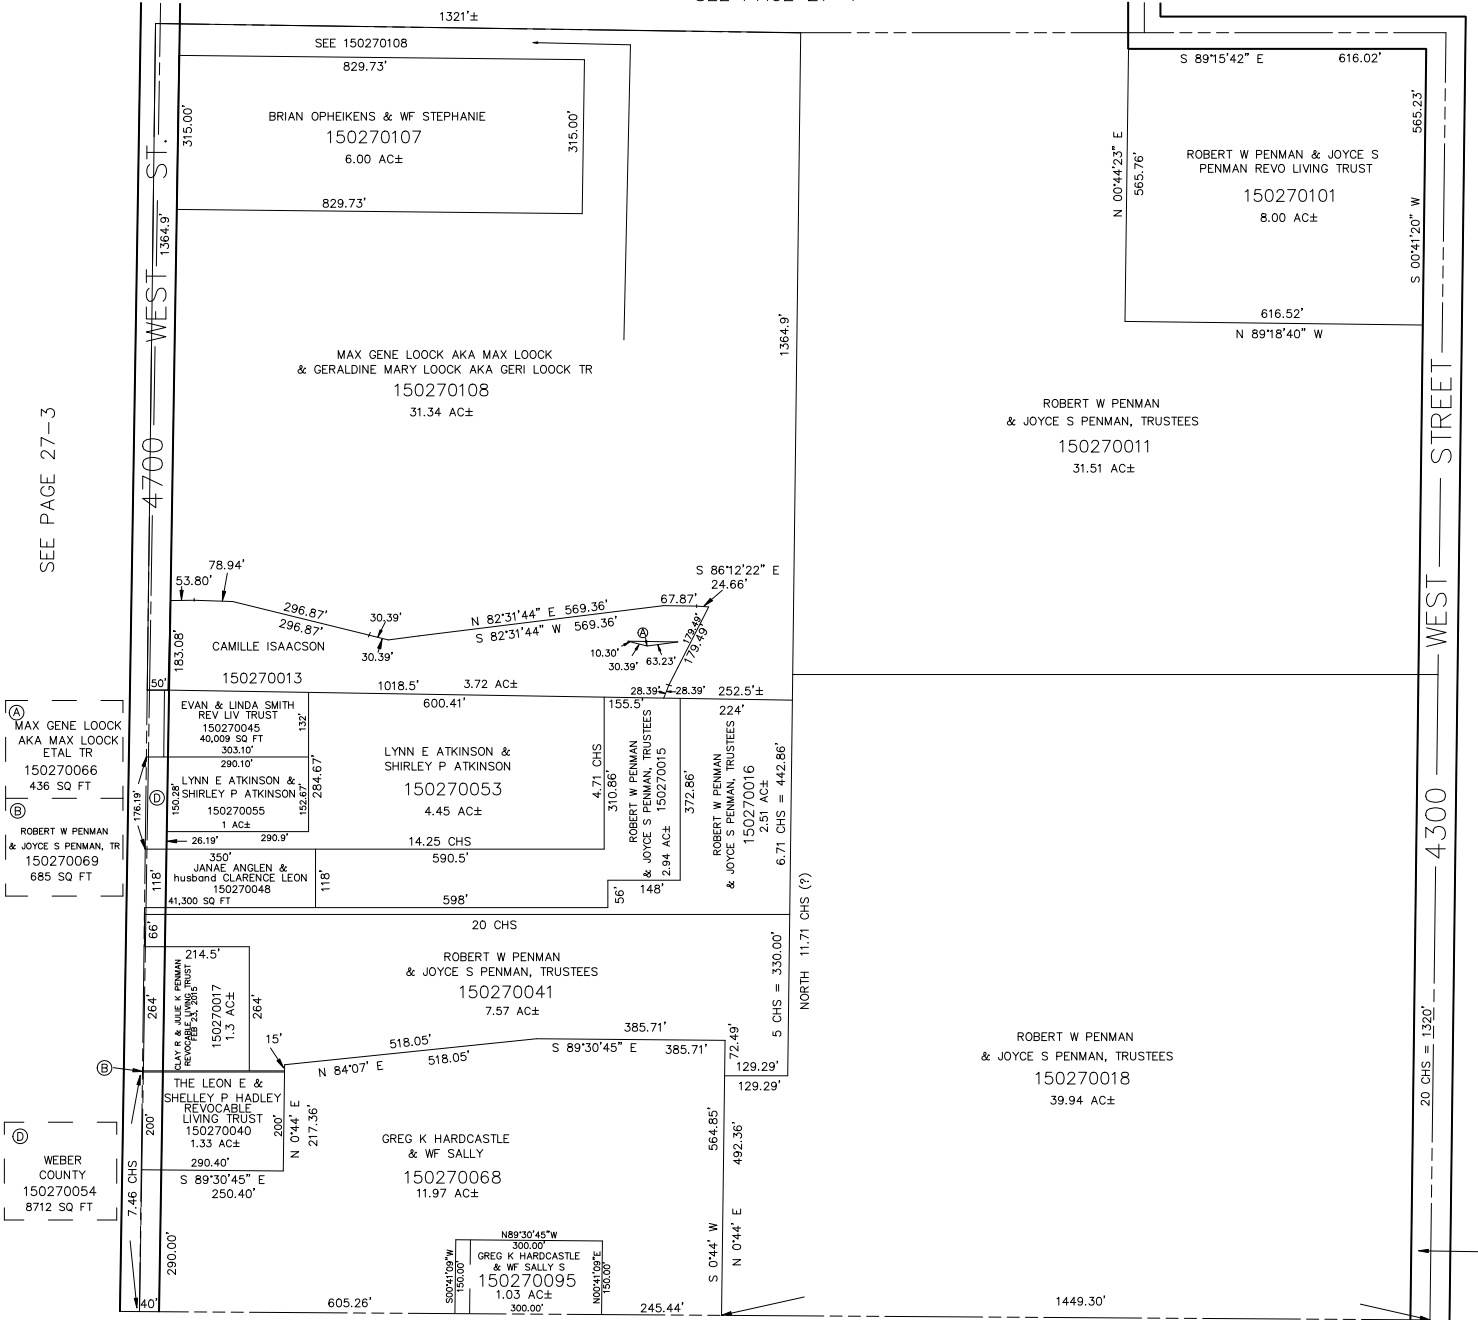 1321'±
SEE 150270108
829.73'
315.00'
BRIAN OPHEIKENS & WF STEPHANIE
150270107
6.00 AC±
315.00'
829.73'
4700 WEST ST.
1364.9'
S 89°15'42" E 616.02'
565.23'
N 00°44'23" E
565.76'
ROBERT W PENMAN & JOYCE S
PENMAN REVO LIVING TRUST
150270101
8.00 AC±
S 00°41'20" W
616.52'
N 89°18'40" W
1364.9'
MAX GENE LOOCK AKA MAX LOOCK
& GERALDINE MARY LOOCK AKA GERI LOOCK TR
150270108
31.34 AC±
ROBERT W PENMAN
& JOYCE S PENMAN, TRUSTEES
150270011
31.51 AC±
SEE PAGE 27-3
4300 WEST STREET
53.80'
78.94'
296.87'
296.87'
30.39'
30.39'
N 82°31'44" E 569.36'
S 82°31'44" W 569.36'
67.87'
S 86°12'22" E
24.66'
179.49'
179.49'
A
10.30'
30.39'
63.23'
183.08'
CAMILLE ISAACSON
150270013
3.72 AC±
50'
1018.5'
28.39'
28.39'
252.5'±
A
MAX GENE LOOCK
AKA MAX LOOCK
ETAL TR
150270066
436 SQ FT
B
ROBERT W PENMAN
& JOYCE S PENMAN, TR
150270069
685 SQ FT
EVAN & LINDA SMITH
REV LIV TRUST
150270045
40,009 SQ FT
303.10'
132'
290.10'
LYNN E ATKINSON &
SHIRLEY P ATKINSON
150270055
1 AC±
150.28'
152.67'
284.67'
D
176.19'
26.19'
290.9'
600.41'
LYNN E ATKINSON &
SHIRLEY P ATKINSON
150270053
4.45 AC±
4.71 CHS
310.86'
14.25 CHS
590.5'
155.5'
ROBERT W PENMAN
& JOYCE S PENMAN, TRUSTEES
150270015
2.94 AC±
372.86'
148'
56'
224'
ROBERT W PENMAN
& JOYCE S PENMAN, TRUSTEES
150270016
2.51 AC±
6.71 CHS = 442.86'
350'
JANAE ANGLEN &
husband CLARENCE LEON
150270048
41,300 SQ FT
118'
118'
598'
20 CHS
66'
ROBERT W PENMAN
& JOYCE S PENMAN, TRUSTEES
150270041
7.57 AC±
5 CHS = 330.00'
NORTH 11.71 CHS (?)
214.5'
264'
CLAY R & JULIE K PENMAN
REVOCABLE LIVING TRUST
FEB 23, 2015
150270017
1.3 AC±
264'
15'
518.05'
N 84°07' E 518.05'
385.71'
S 89°30'45" E 385.71'
72.49'
129.29'
129.29'
B
THE LEON E &
SHELLEY P HADLEY
REVOCABLE
LIVING TRUST
150270040
1.33 AC±
200'
200'
290.40'
S 89°30'45" E
250.40'
N 0°44' E
217.36'
GREG K HARDCASTLE
& WF SALLY
150270068
11.97 AC±
564.85'
492.36'
S 0°44' W
N 0°44' E
ROBERT W PENMAN
& JOYCE S PENMAN, TRUSTEES
150270018
39.94 AC±
20 CHS = 1320'
D
WEBER
COUNTY
150270054
8712 SQ FT
7.46 CHS
290.00'
N89°30'45"W
300.00'
S00°41'09"W
150.00'
GREG K HARDCASTLE
& WF SALLY S
150270095
1.03 AC±
300.00'
N00°41'09"E
150.00'
40'
605.26'
245.44'
1449.30'